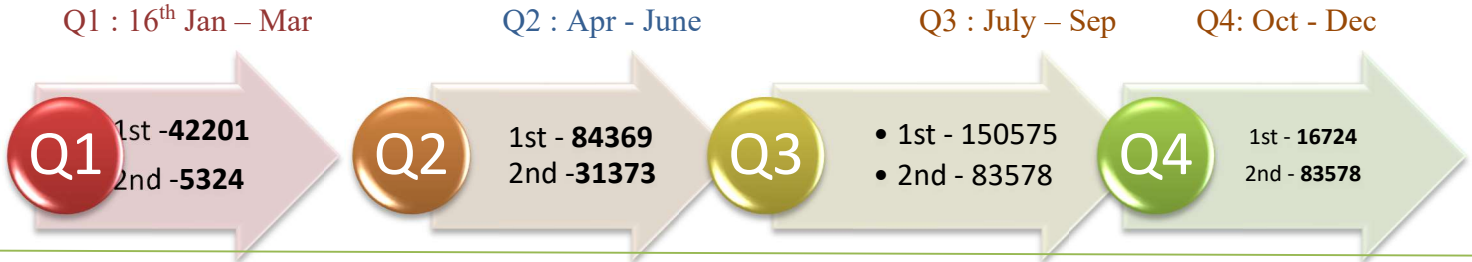 Q1 : 16th Jan – Mar
Q2 : Apr - June
Q3 : July – Sep
Q4: Oct - Dec
Q1
1st -42201
2nd -5324
Q2
1st - 84369
2nd -31373
Q3
• 1st - 150575
• 2nd - 83578
Q4
1st - 16724
2nd - 83578